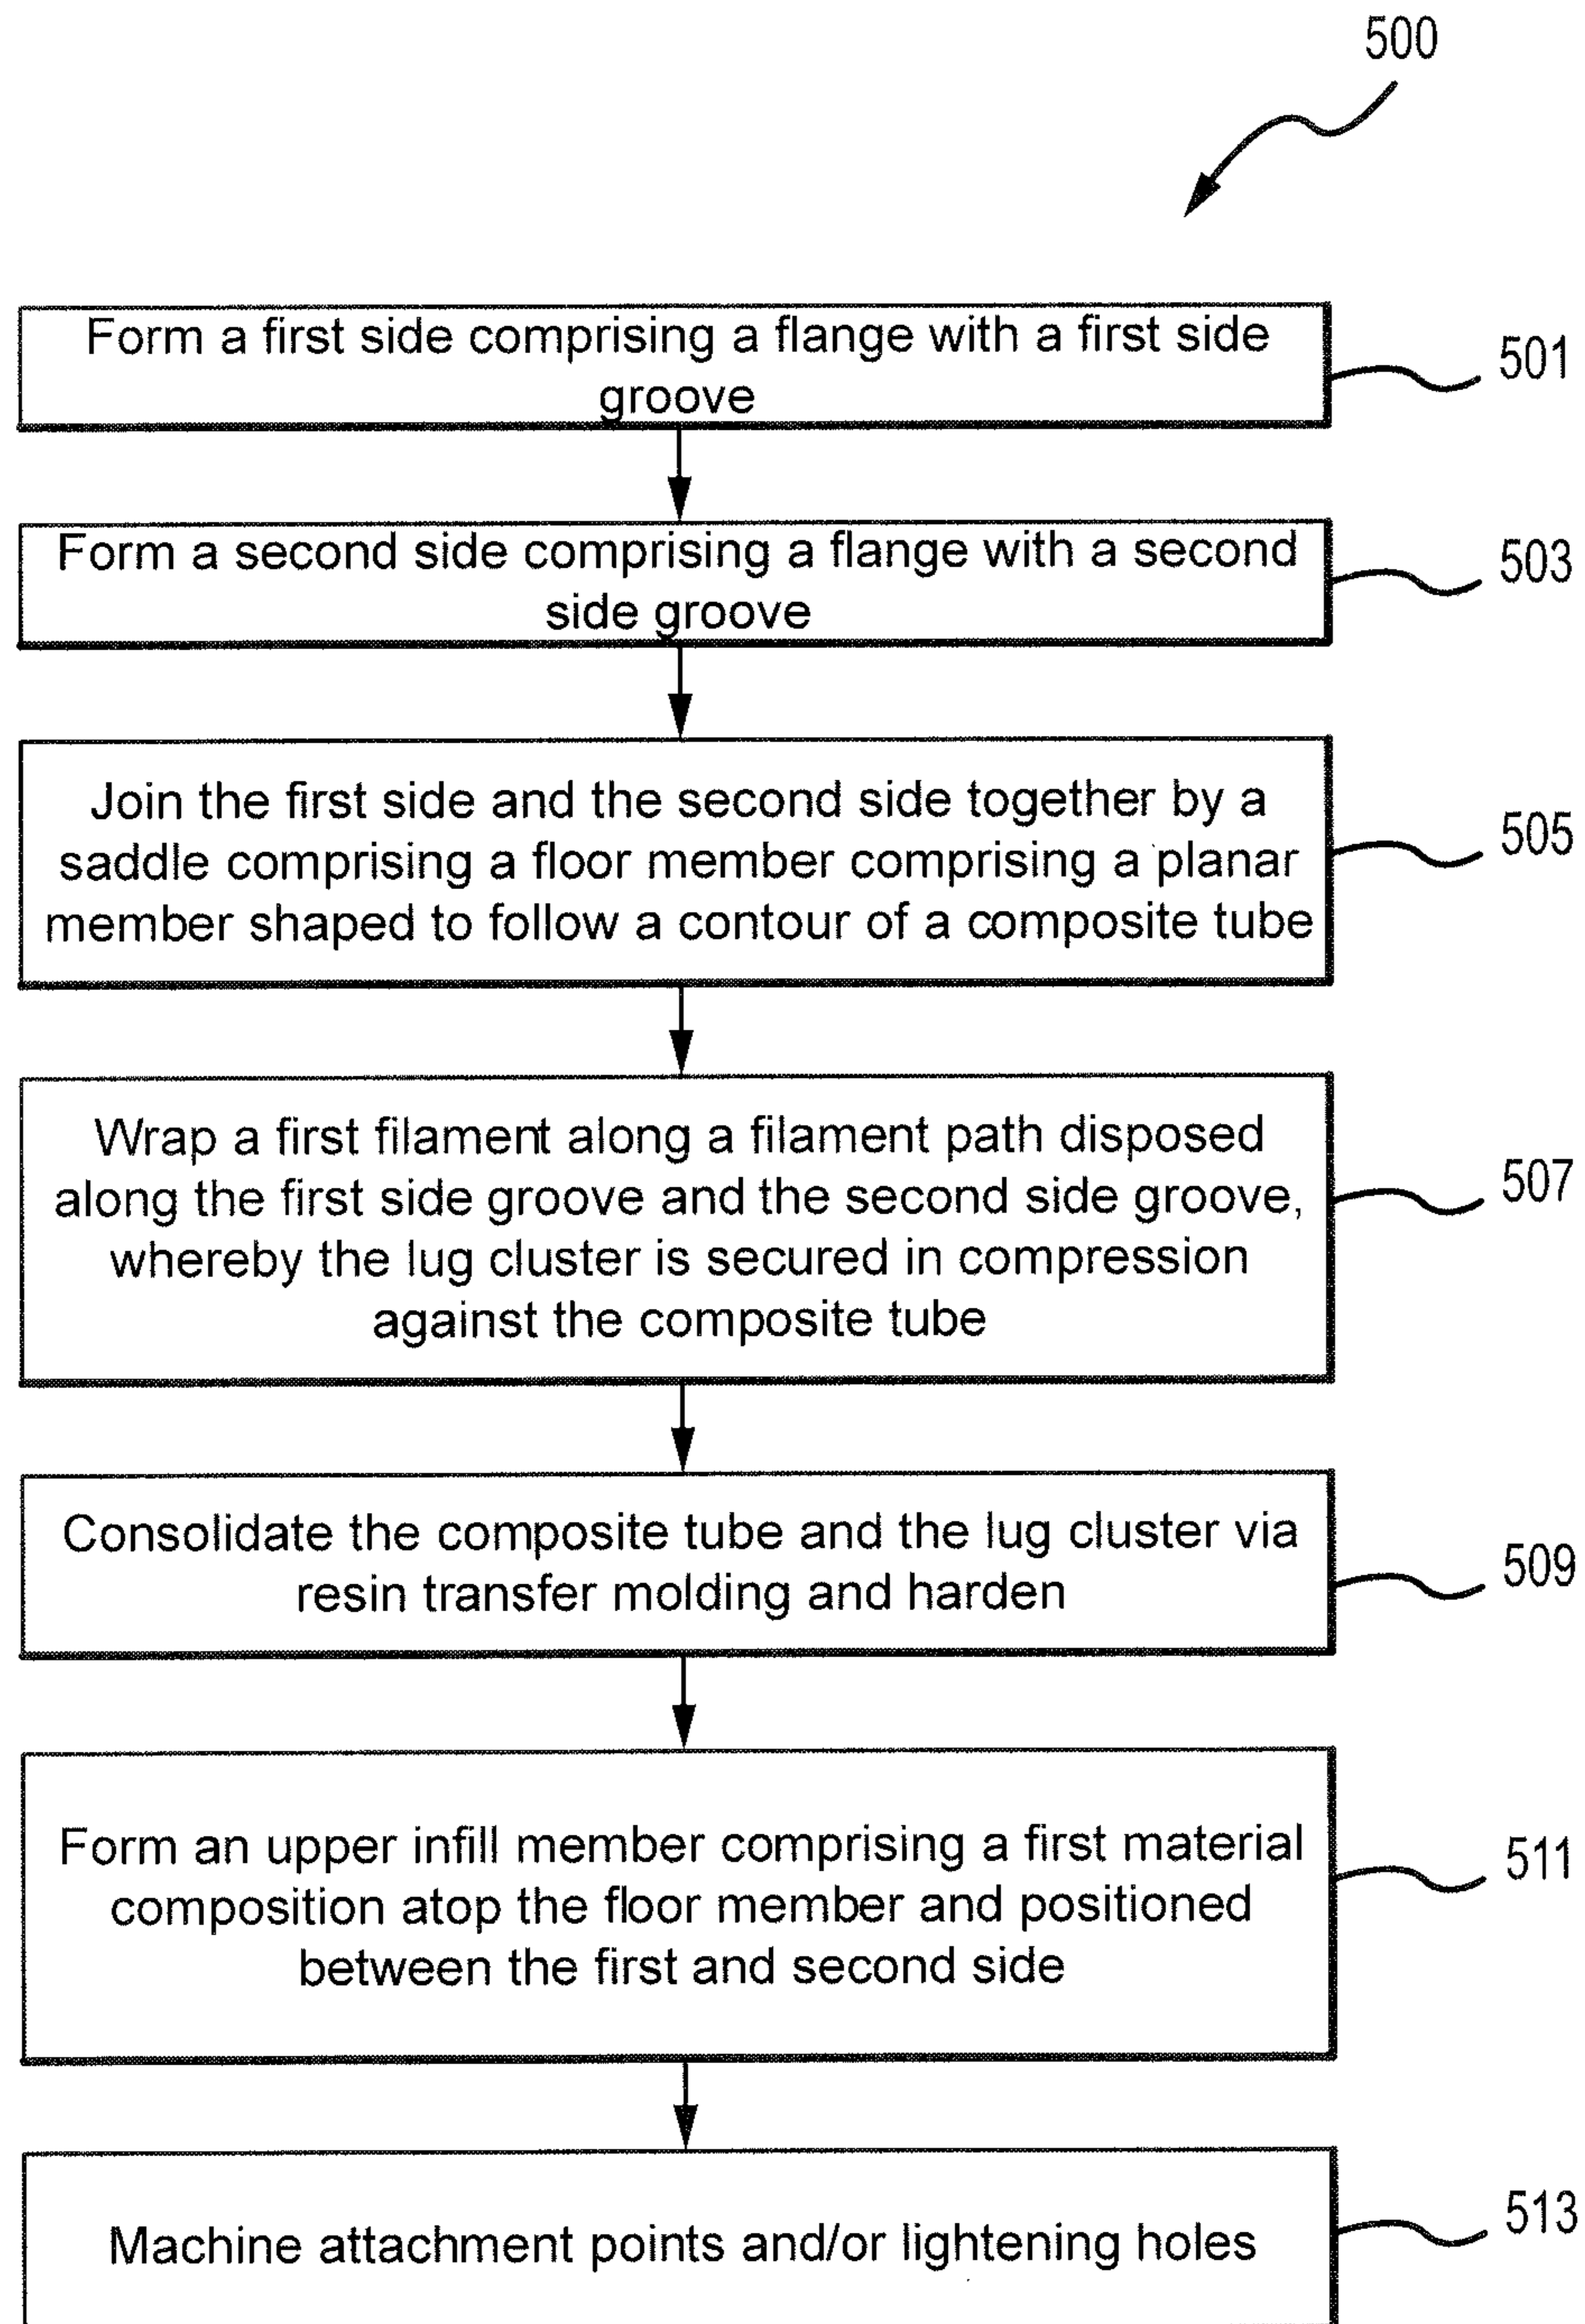 500
Form a first side comprising a flange with a first side
groove
501
Form a second side comprising a flange with a second
side groove
503
Join the first side and the second side together by a
saddle comprising a floor member comprising a planar
member shaped to follow a contour of a composite tube
505
Wrap a first filament along a filament path disposed
along the first side groove and the second side groove,
whereby the lug cluster is secured in compression
against the composite tube
507
Consolidate the composite tube and the lug cluster via
resin transfer molding and harden
509
Form an upper infill member comprising a first material
composition atop the floor member and positioned
between the first and second side
511
Machine attachment points and/or lightening holes
513